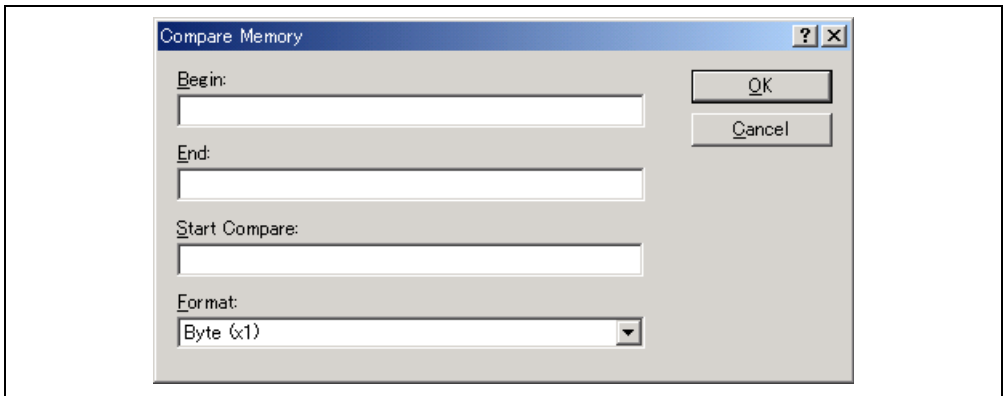 Compare Memory
Begin:
OK
Cancel
End:
Start Compare:
Format:
Byte (x1)